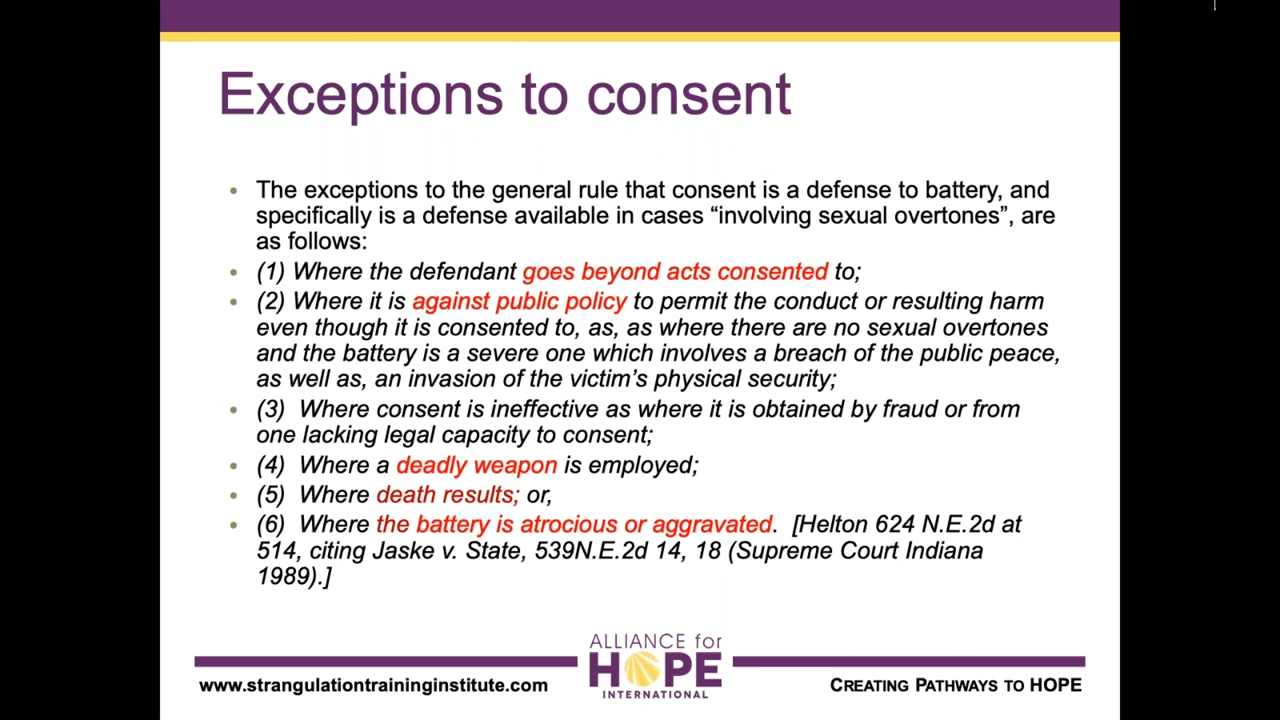 Exceptions to consent
• The exceptions to the general rule that consent is a defense to battery, and
specifically is a defense available in cases “involving sexual overtones”, are
as follows:
• (1) Where the defendant goes beyond acts consented to;
• (2) Where it is against public policy to permit the conduct or resulting harm
even though it is consented to, as, as where there are no sexual overtones
and the battery is a severe one which involves a breach of the public peace,
as well as, an invasion of the victim’s physical security;
• (3) Where consent is ineffective as where it is obtained by fraud or from
one lacking legal capacity to consent;
• (4) Where a deadly weapon is employed;
• (5) Where death results; or,
• (6) Where the battery is atrocious or aggravated. [Helton 624 N.E.2d at
514, citing Jaske v. State, 539N.E.2d 14, 18 (Supreme Court Indiana
1989).]
ALLIANCE for
HOPE
INTERNATIONAL
www.strangulationtraininginstitute.com
CREATING PATHWAYS TO HOPE